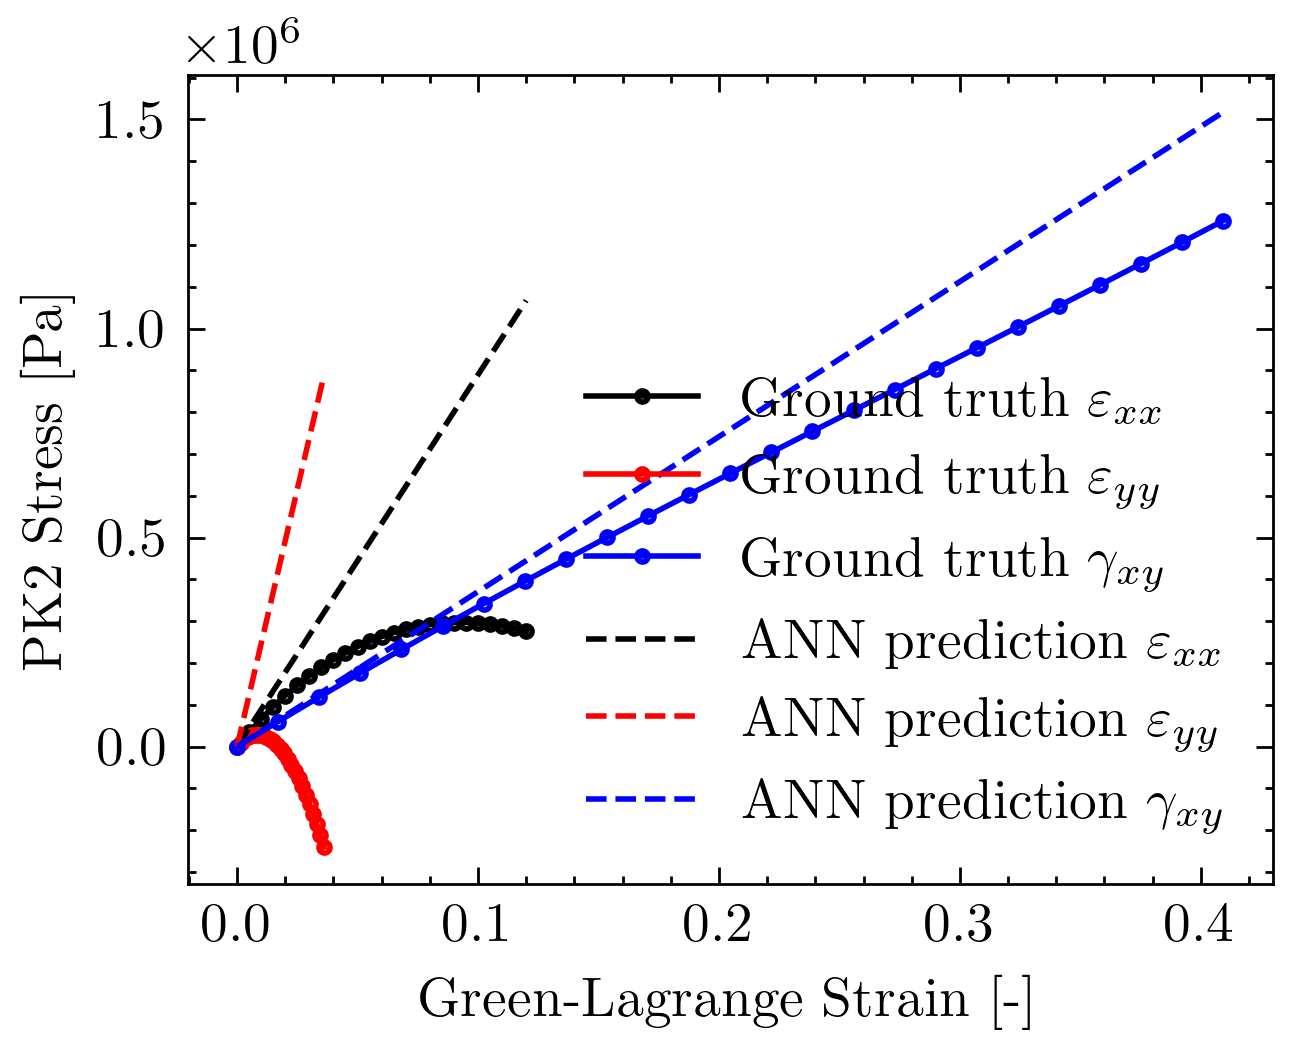 ×10⁶
1.5
1.0
0.5
0.0
PK2 Stress [Pa]
Ground truth εxx
Ground truth εyy
Ground truth γxy
ANN prediction εxx
ANN prediction εyy
ANN prediction γxy
0.0 0.1 0.2 0.3 0.4
Green-Lagrange Strain [-]